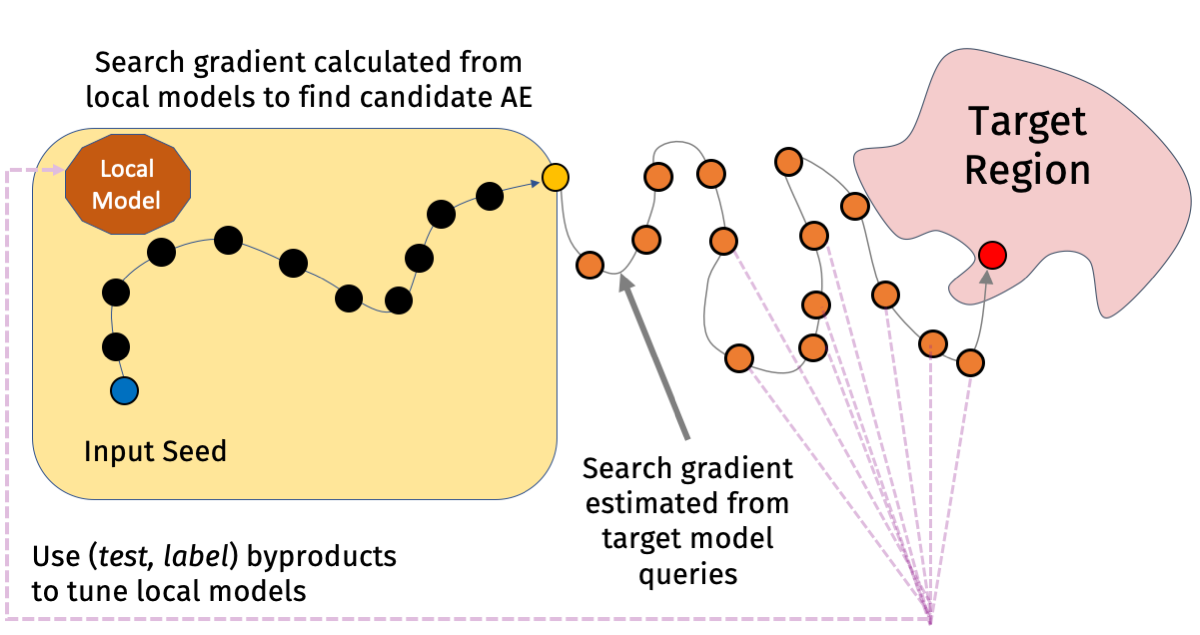 Search gradient calculated from
local models to find candidate AE
Local
Model
Input Seed
Use (test, label) byproducts
to tune local models
Search gradient
estimated from
target model
queries
Target
Region